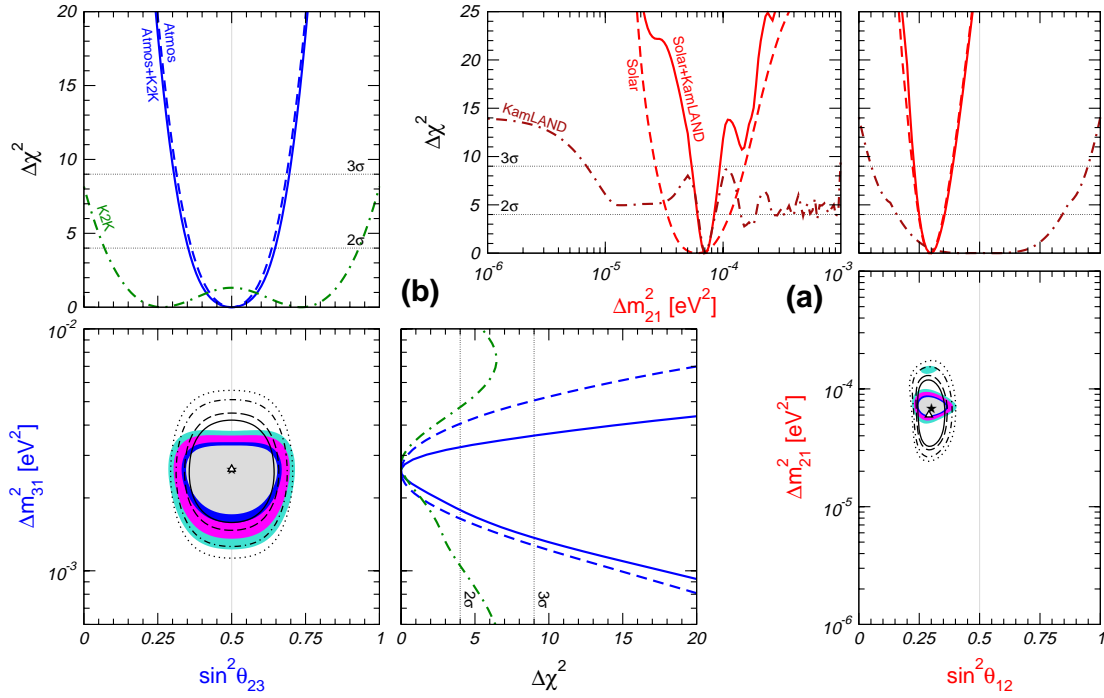 20
15
10
5
0
Δχ²
Atmos
Atmos+K2K
K2K
3σ
2σ
25
20
15
10
5
0
Δχ²
KamLAND
Solar
Solar+KamLAND
3σ
2σ
10⁻⁶
10⁻⁵
10⁻⁴
Δm²₂₁ [eV²]
(b)
(a)
10⁻²
10⁻³
Δm²₃₁ [eV²]
0
0.25
0.5
0.75
1
sin²θ₂₃
2σ
3σ
0
5
10
15
20
Δχ²
10⁻³
10⁻⁴
10⁻⁵
10⁻⁶
Δm²₂₁ [eV²]
0
0.25
0.5
0.75
1
sin²θ₁₂